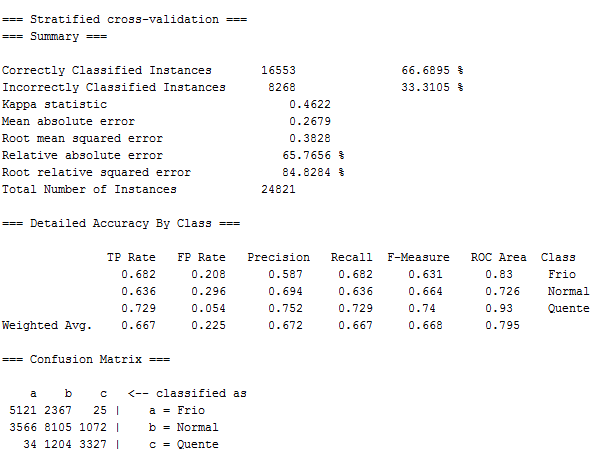 === Stratified cross-validation ===
=== Summary ===
Correctly Classified Instances 16553 66.6895 %
Incorrectly Classified Instances 8268 33.3105 %
Kappa statistic 0.4622
Mean absolute error 0.2679
Root mean squared error 0.3828
Relative absolute error 65.7656 %
Root relative squared error 84.8284 %
Total Number of Instances 24821
=== Detailed Accuracy By Class ===
TP Rate FP Rate Precision Recall F-Measure ROC Area Class
0.682 0.208 0.587 0.682 0.631 0.83 Frio
0.636 0.296 0.694 0.636 0.664 0.726 Normal
0.729 0.054 0.752 0.729 0.74 0.93 Quente
Weighted Avg. 0.667 0.225 0.672 0.667 0.668 0.795
=== Confusion Matrix ===
a b c <-- classified as
5121 2367 25 | a = Frio
3566 8105 1072 | b = Normal
34 1204 3327 | c = Quente